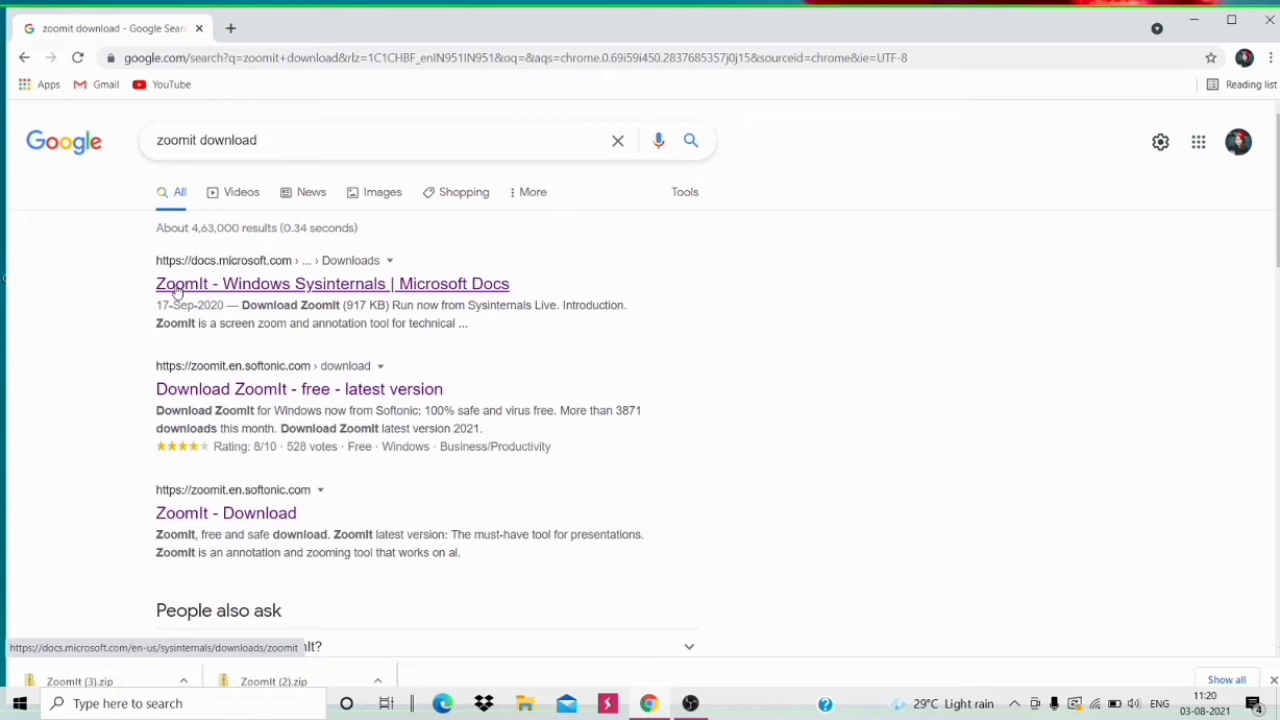 zoomit download - Google Sear
google.com/search?q=zoomit+download&rlz=1C1CHBF_enIN951IN951&oq=&aqs=chrome.0.69i59i450.2837685357j0j15&sourceid=chrome&ie=UTF-8
Apps Gmail YouTube Reading list
Google zoomit download
All Videos News Images Shopping More Tools
About 4,63,000 results (0.34 seconds)
https://docs.microsoft.com › ... › Downloads
ZoomIt - Windows Sysinternals | Microsoft Docs
17-Sep-2020 — Download ZoomIt (917 KB) Run now from Sysinternals Live. Introduction.
ZoomIt is a screen zoom and annotation tool for technical ...
https://zoomit.en.softonic.com › download
Download ZoomIt - free - latest version
Download ZoomIt for Windows now from Softonic: 100% safe and virus free. More than 3871
downloads this month. Download ZoomIt latest version 2021.
Rating: 8/10 · 528 votes · Free · Windows · Business/Productivity
https://zoomit.en.softonic.com
ZoomIt - Download
ZoomIt, free and safe download. ZoomIt latest version: The must-have tool for presentations.
ZoomIt is an annotation and zooming tool that works on al.
People also ask
https://docs.microsoft.com/en-us/sysinternals/downloads/zoomit It?
ZoomIt (3).zip ZoomIt (2).zip Show all
Type here to search 29°C Light rain ENG 11:20
03-08-2021 4